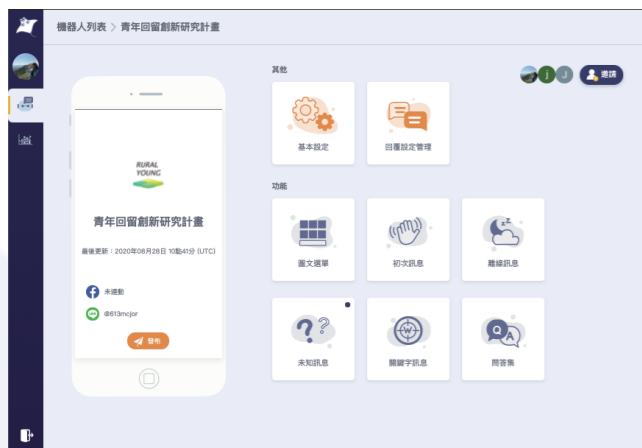 機器人列表 > 青年回留創新研究計畫
其他
j
J
邀請
基本設定
回覆設定管理
RURAL
YOUNG
青年回留創新研究計畫
最後更新：2020年08月28日 10點41分 (UTC)
未連動
LINE
@613mcjor
發布
功能
圖文選單
初次訊息
離線訊息
未知訊息
關鍵字訊息
問答集
W
Q
A